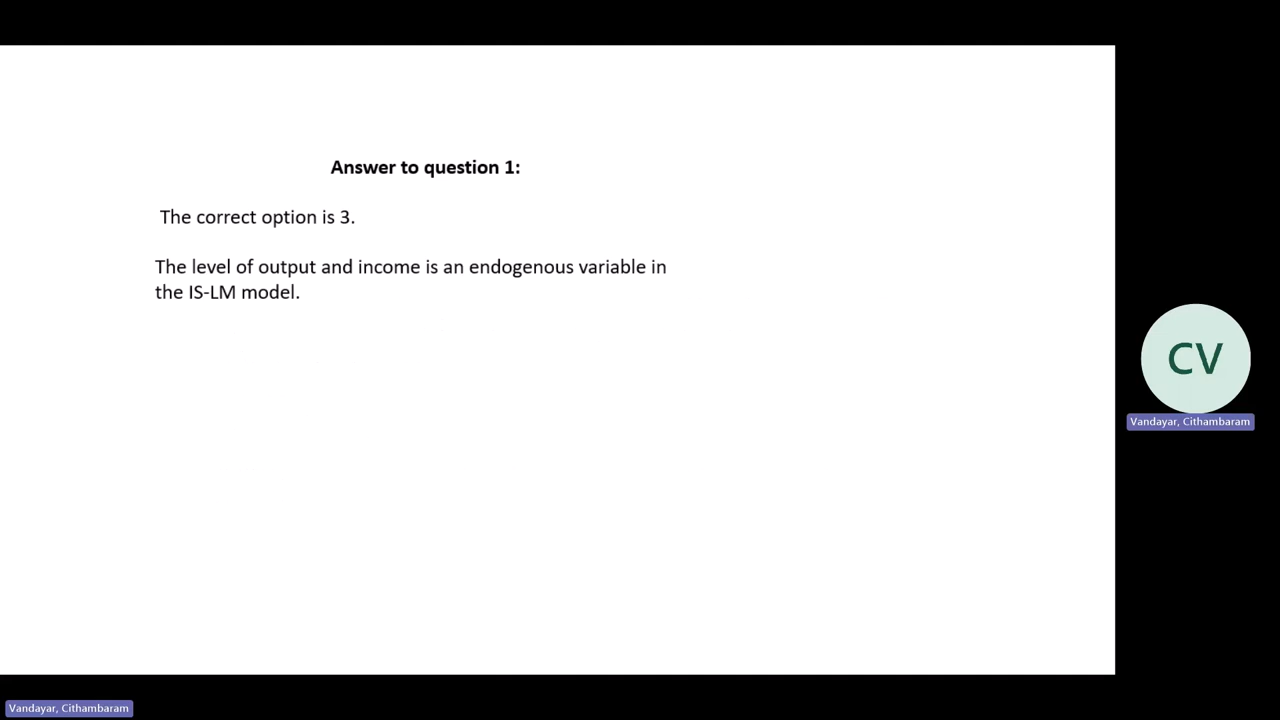 Answer to question 1:
The correct option is 3.
The level of output and income is an endogenous variable in
the IS-LM model.
CV
Vandayar, Cithambaram
Vandayar, Cithambaram